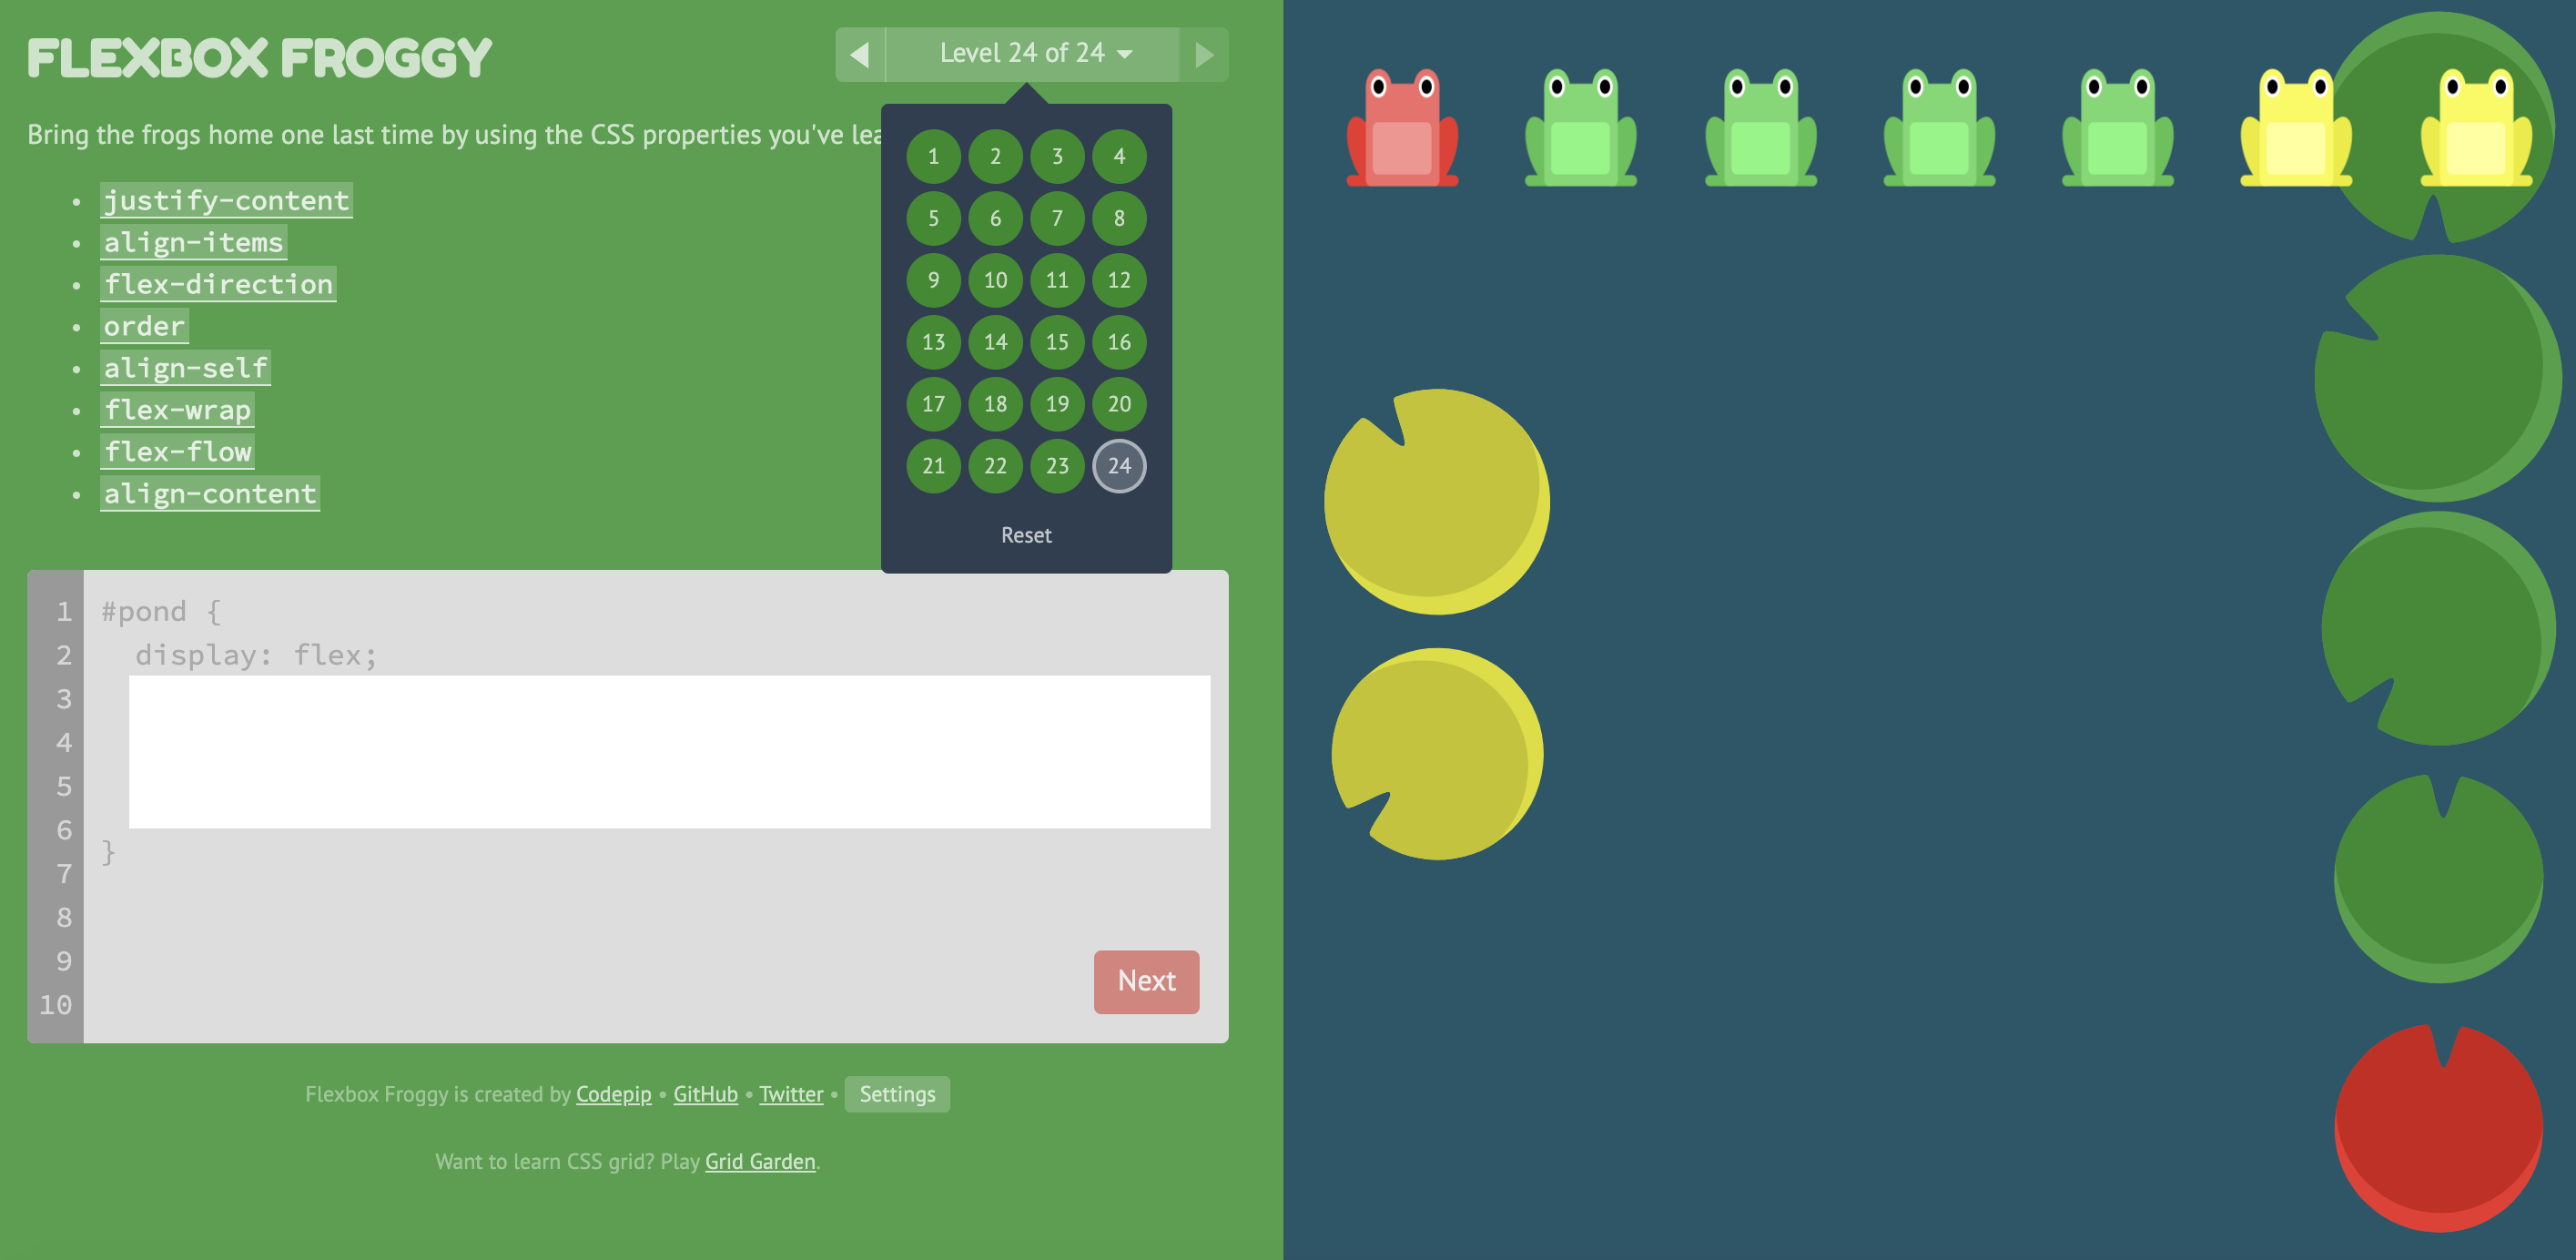 FLEXBOX FROGGY
Level 24 of 24
Bring the frogs home one last time by using the CSS properties you've lea
• justify-content
• align-items
• flex-direction
• order
• align-self
• flex-wrap
• flex-flow
• align-content
1 2 3 4
5 6 7 8
9 10 11 12
13 14 15 16
17 18 19 20
21 22 23 24
Reset
1 #pond {
2 display: flex;
3
4
5
6
}
7
8
9
10
Next
Flexbox Froggy is created by Codepip • GitHub • Twitter • Settings
Want to learn CSS grid? Play Grid Garden.